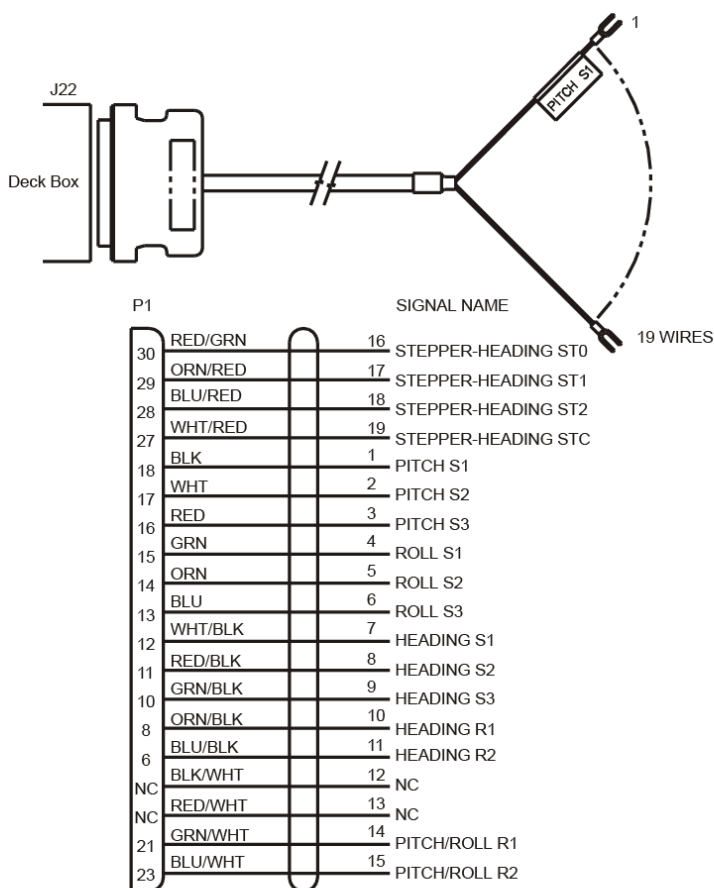 1
PITCH S1
J22
Deck Box
19 WIRES
P1 SIGNAL NAME
30 RED/GRN 16 STEPPER-HEADING ST0
29 ORN/RED 17 STEPPER-HEADING ST1
28 BLU/RED 18 STEPPER-HEADING ST2
27 WHT/RED 19 STEPPER-HEADING STC
18 BLK 1 PITCH S1
17 WHT 2 PITCH S2
16 RED 3 PITCH S3
15 GRN 4 ROLL S1
14 ORN 5 ROLL S2
13 BLU 6 ROLL S3
12 WHT/BLK 7 HEADING S1
11 RED/BLK 8 HEADING S2
10 GRN/BLK 9 HEADING S3
8 ORN/BLK 10 HEADING R1
6 BLU/BLK 11 HEADING R2
NC BLK/WHT 12 NC
NC RED/WHT 13 NC
21 GRN/WHT 14 PITCH/ROLL R1
23 BLU/WHT 15 PITCH/ROLL R2